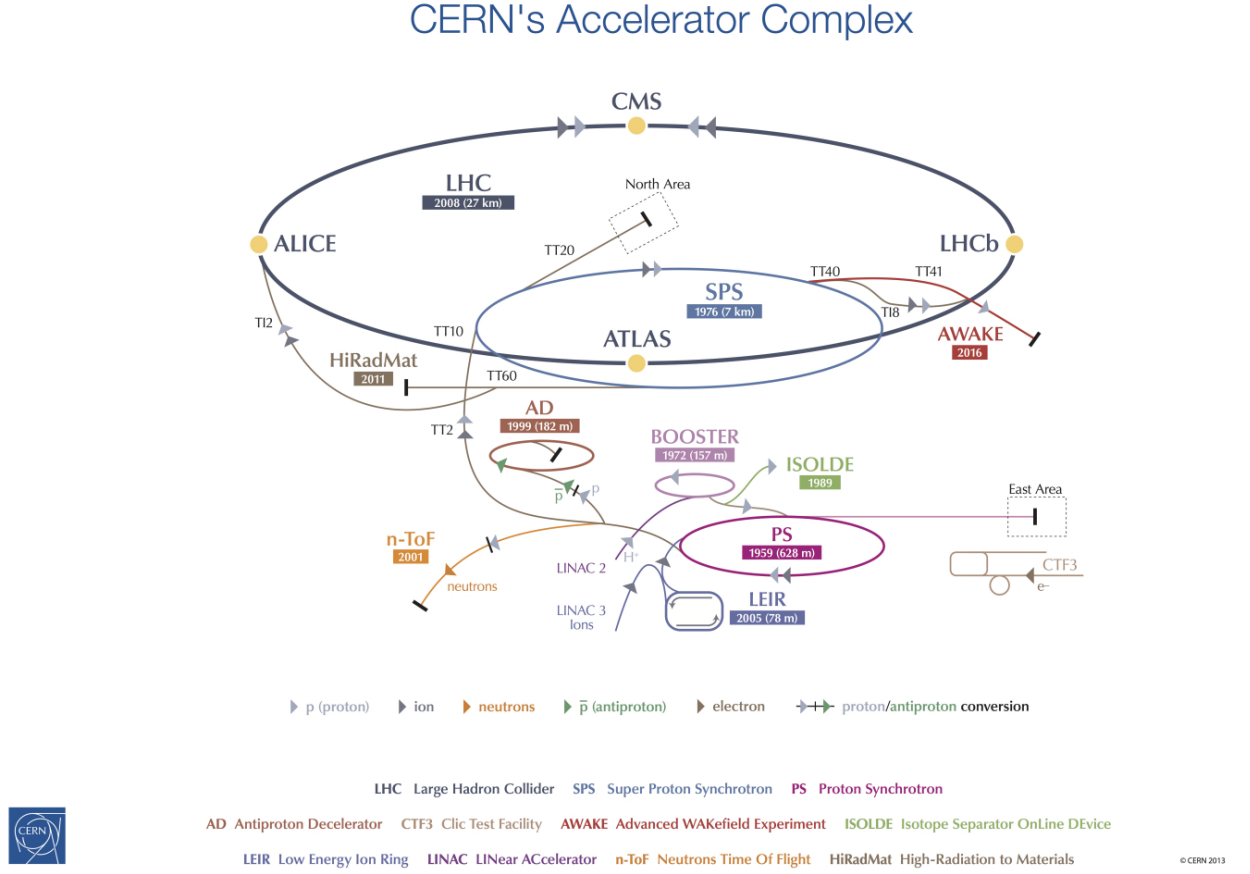 CERN's Accelerator Complex
CMS
LHC
2008 (27 km)
North Area
ALICE
LHCb
TT20
TT40
TT41
SPS
1976 (7 km)
TI8
TI2
TT10
ATLAS
AWAKE
2016
HiRadMat
2011
TT60
AD
1999 (182 m)
TT2
BOOSTER
1972 (157 m)
ISOLDE
1989
p̅
p
East Area
n-ToF
2001
PS
1959 (628 m)
H⁺
LINAC 2
CTF3
neutrons
e–
LEIR
2005 (78 m)
LINAC 3
Ions
p (proton) ion neutrons p̅ (antiproton) electron proton/antiproton conversion
LHC Large Hadron Collider SPS Super Proton Synchrotron PS Proton Synchrotron
AD Antiproton Decelerator CTF3 Clic Test Facility AWAKE Advanced WAKefield Experiment ISOLDE Isotope Separator OnLine DEvice
LEIR Low Energy Ion Ring LINAC LINear ACcelerator n-ToF Neutrons Time Of Flight HiRadMat High-Radiation to Materials
CERN
© CERN 2013